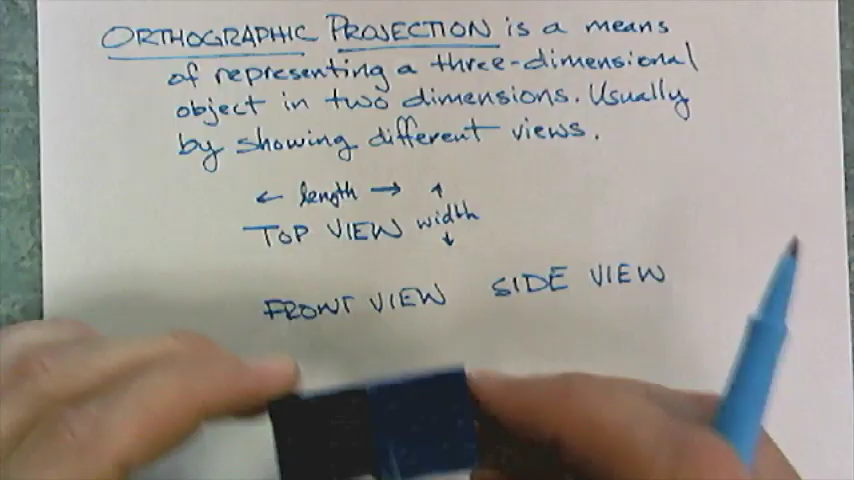 ORTHOGRAPHIC PROJECTION is a means
of representing a three-dimensional
object in two dimensions. Usually
by showing different views.
← length → ↑
TOP VIEW width
↓
FRONT VIEW SIDE VIEW